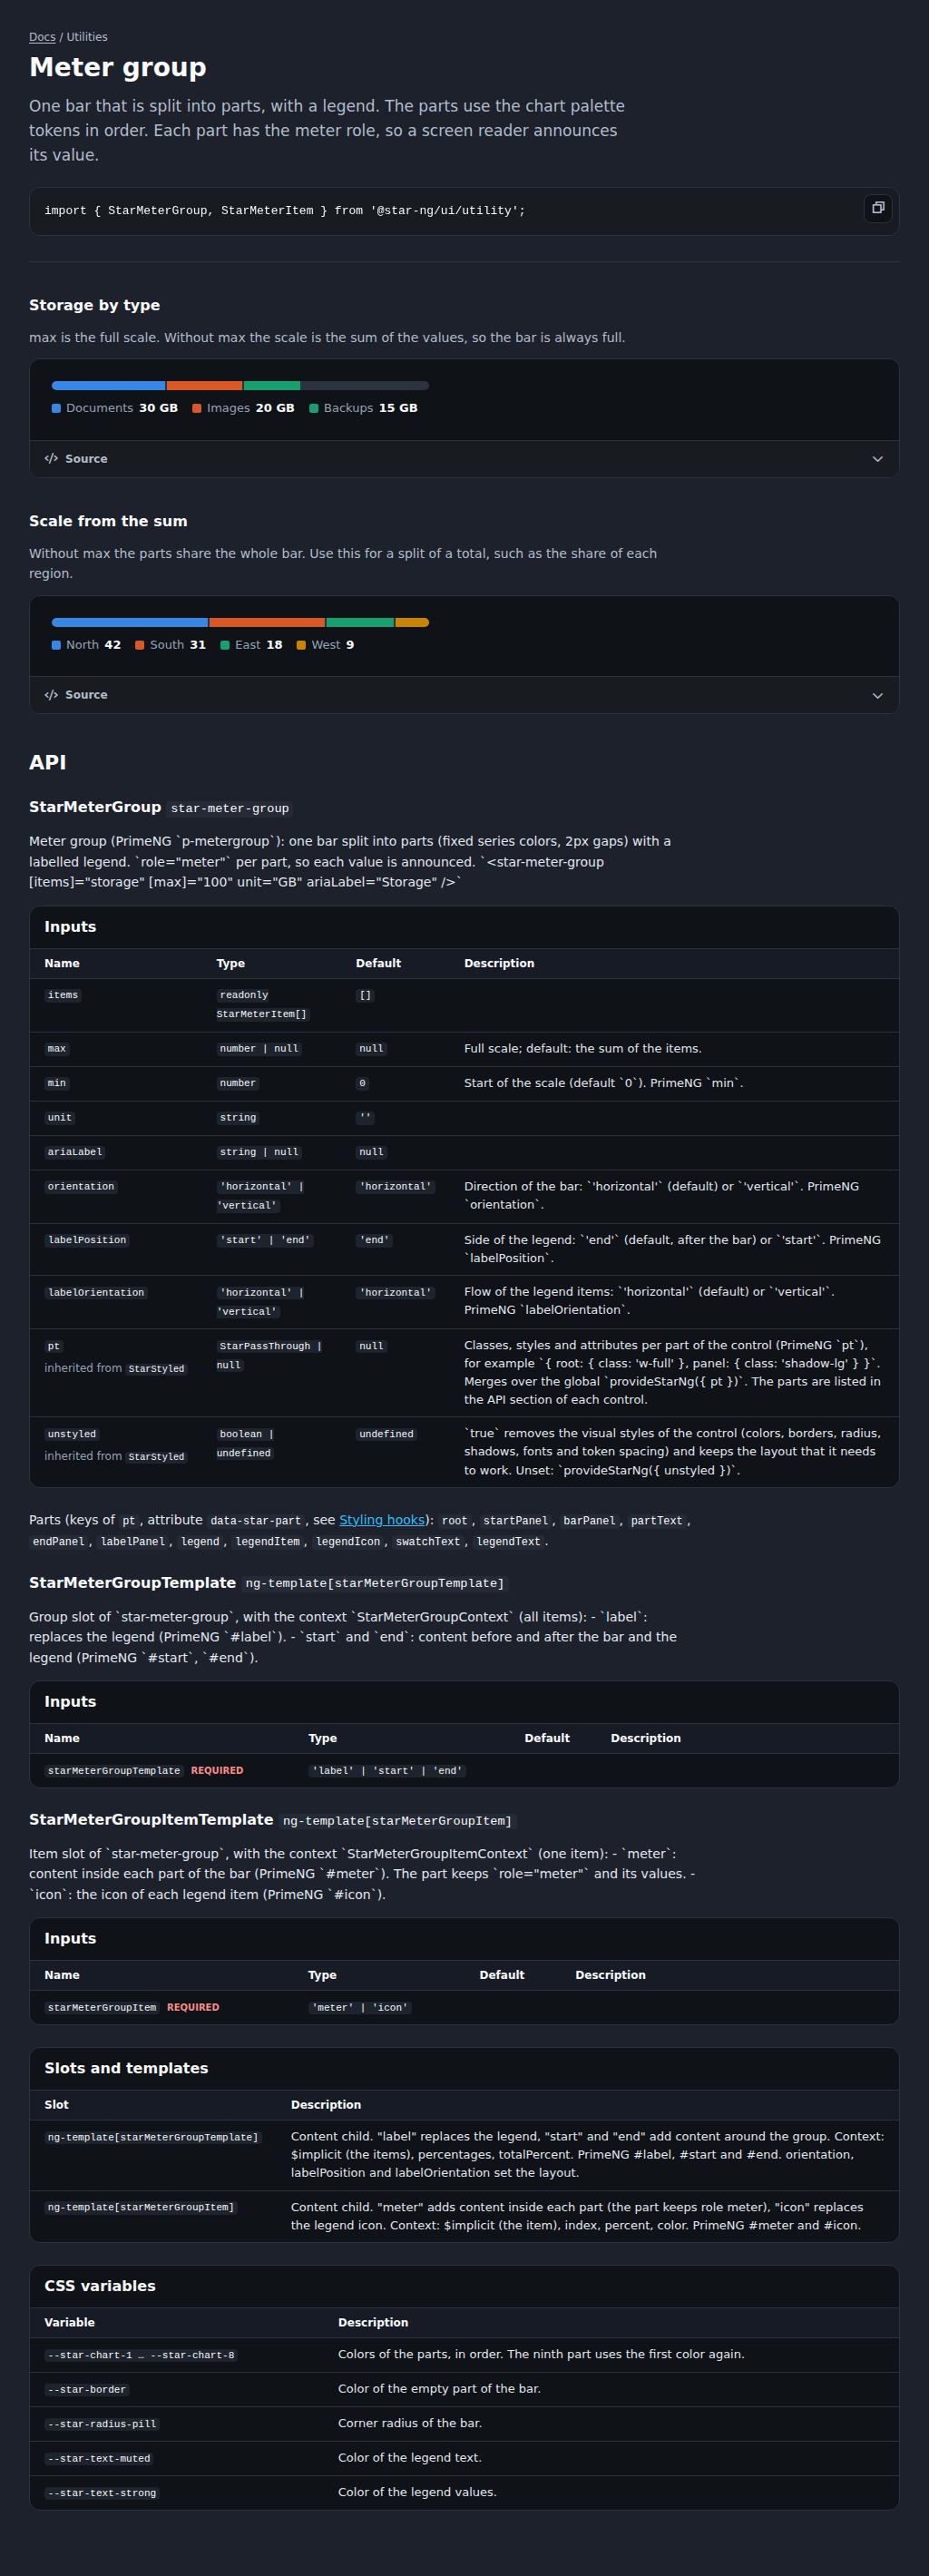 Docs / Utilities
Meter group
One bar that is split into parts, with a legend. The parts use the chart palette
tokens in order. Each part has the meter role, so a screen reader announces
its value.
import { StarMeterGroup, StarMeterItem } from '@star-ng/ui/utility';
Storage by type
max is the full scale. Without max the scale is the sum of the values, so the bar is always full.
Documents 30 GB Images 20 GB Backups 15 GB
</> Source
Scale from the sum
Without max the parts share the whole bar. Use this for a split of a total, such as the share of each
region.
North 42 South 31 East 18 West 9
</> Source
API
StarMeterGroup star-meter-group
Meter group (PrimeNG `p-metergroup`): one bar split into parts (fixed series colors, 2px gaps) with a
labelled legend. `role="meter"` per part, so each value is announced. `<star-meter-group
[items]="storage" [max]="100" unit="GB" ariaLabel="Storage" />`
Inputs
Name Type Default Description
items readonly []
StarMeterItem[]
max number | null null Full scale; default: the sum of the items.
min number 0 Start of the scale (default `0`). PrimeNG `min`.
unit string ''
ariaLabel string | null null
orientation 'horizontal' | 'horizontal' Direction of the bar: `'horizontal'` (default) or `'vertical'`. PrimeNG
'vertical' `orientation`.
labelPosition 'start' | 'end' 'end' Side of the legend: `'end'` (default, after the bar) or `'start'`. PrimeNG
`labelPosition`.
labelOrientation 'horizontal' | 'horizontal' Flow of the legend items: `'horizontal'` (default) or `'vertical'`.
'vertical' PrimeNG `labelOrientation`.
pt StarPassThrough | null Classes, styles and attributes per part of the control (PrimeNG `pt`),
inherited from StarStyled null for example `{ root: { class: 'w-full' }, panel: { class: 'shadow-lg' } }`.
Merges over the global `provideStarNg({ pt })`. The parts are listed in
the API section of each control.
unstyled boolean | undefined `true` removes the visual styles of the control (colors, borders, radius,
inherited from StarStyled undefined shadows, fonts and token spacing) and keeps the layout that it needs
to work. Unset: `provideStarNg({ unstyled })`.
Parts (keys of pt, attribute data-star-part, see Styling hooks): root, startPanel, barPanel, partText,
endPanel, labelPanel, legend, legendItem, legendIcon, swatchText, legendText.
StarMeterGroupTemplate ng-template[starMeterGroupTemplate]
Group slot of `star-meter-group`, with the context `StarMeterGroupContext` (all items): - `label`:
replaces the legend (PrimeNG `#label`). - `start` and `end`: content before and after the bar and the
legend (PrimeNG `#start`, `#end`).
Inputs
Name Type Default Description
starMeterGroupTemplate REQUIRED 'label' | 'start' | 'end'
StarMeterGroupItemTemplate ng-template[starMeterGroupItem]
Item slot of `star-meter-group`, with the context `StarMeterGroupItemContext` (one item): - `meter`:
content inside each part of the bar (PrimeNG `#meter`). The part keeps `role="meter"` and its values. -
`icon`: the icon of each legend item (PrimeNG `#icon`).
Inputs
Name Type Default Description
starMeterGroupItem REQUIRED 'meter' | 'icon'
Slots and templates
Slot Description
ng-template[starMeterGroupTemplate] Content child. "label" replaces the legend, "start" and "end" add content around the group. Context:
$implicit (the items), percentages, totalPercent. PrimeNG #label, #start and #end. orientation,
labelPosition and labelOrientation set the layout.
ng-template[starMeterGroupItem] Content child. "meter" adds content inside each part (the part keeps role meter), "icon" replaces
the legend icon. Context: $implicit (the item), index, percent, color. PrimeNG #meter and #icon.
CSS variables
Variable Description
--star-chart-1 … --star-chart-8 Colors of the parts, in order. The ninth part uses the first color again.
--star-border Color of the empty part of the bar.
--star-radius-pill Corner radius of the bar.
--star-text-muted Color of the legend text.
--star-text-strong Color of the legend values.